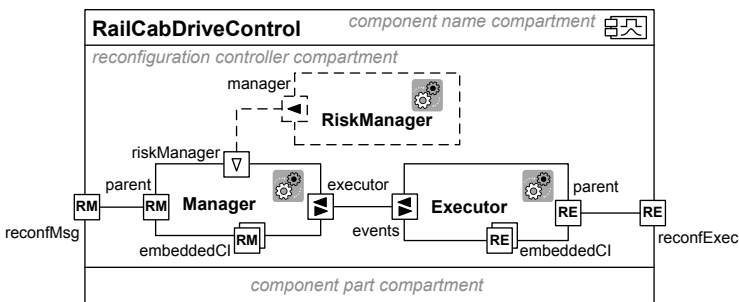 RailCabDriveControl component name compartment
reconfiguration controller compartment
manager
RiskManager
riskManager
parent executor parent
RM RM Manager Executor RE RE
reconfMsg events reconfExec
embeddedCI RM RE embeddedCI
component part compartment